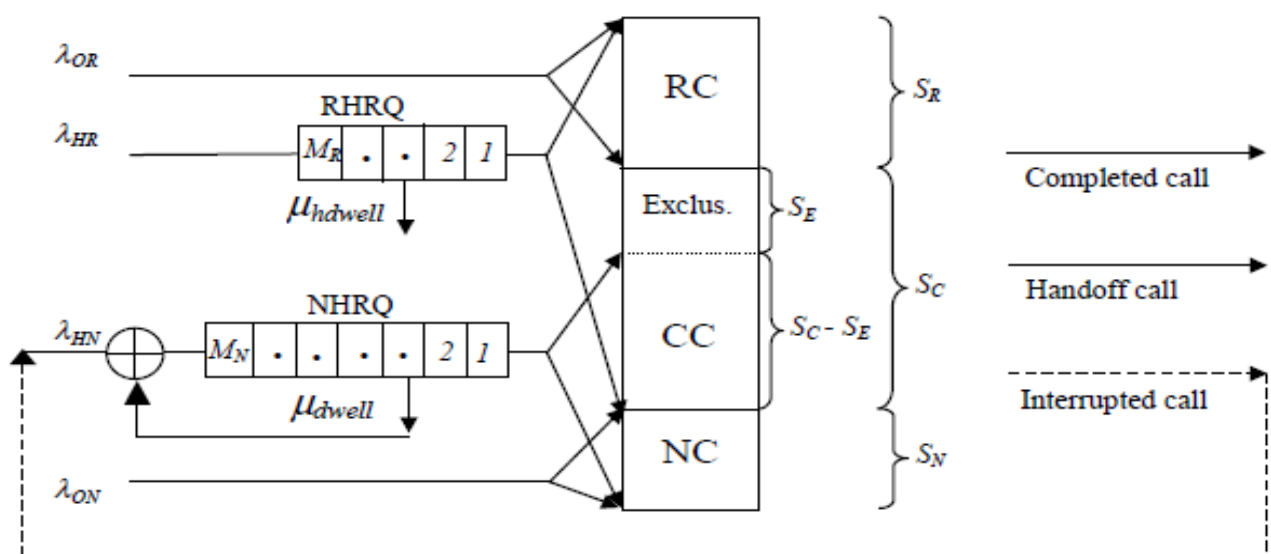 λOR
RC
SR
RHRQ
λHR
MR . . 2 1
Completed call
μhdwell
Exclus.
SE
Handoff call
SC
NHRQ
λHN
MN . . . . 2 1
CC
SC - SE
μdwell
Interrupted call
NC
SN
λON